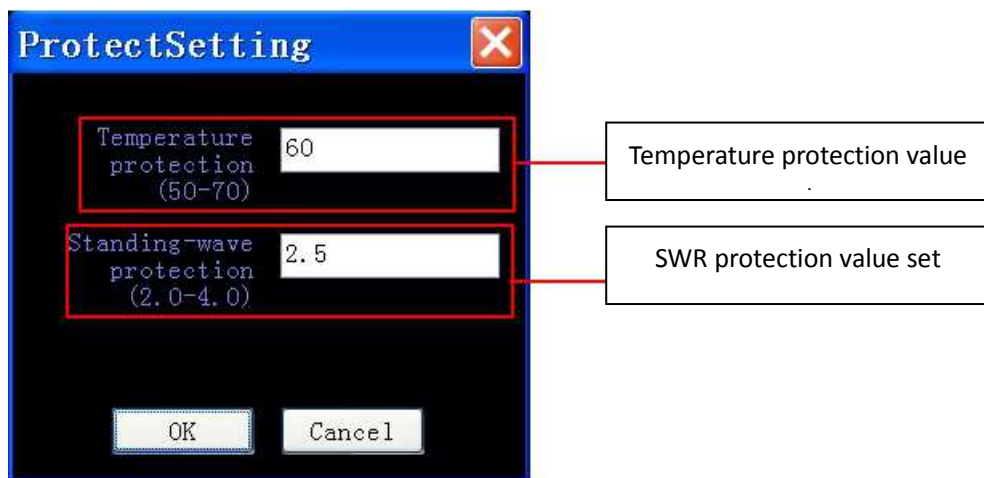 ProtectSetting
Temperature
protection
(50-70)
60
Temperature protection value
Standing-wave
protection
(2.0-4.0)
2.5
SWR protection value set
OK
Cancel